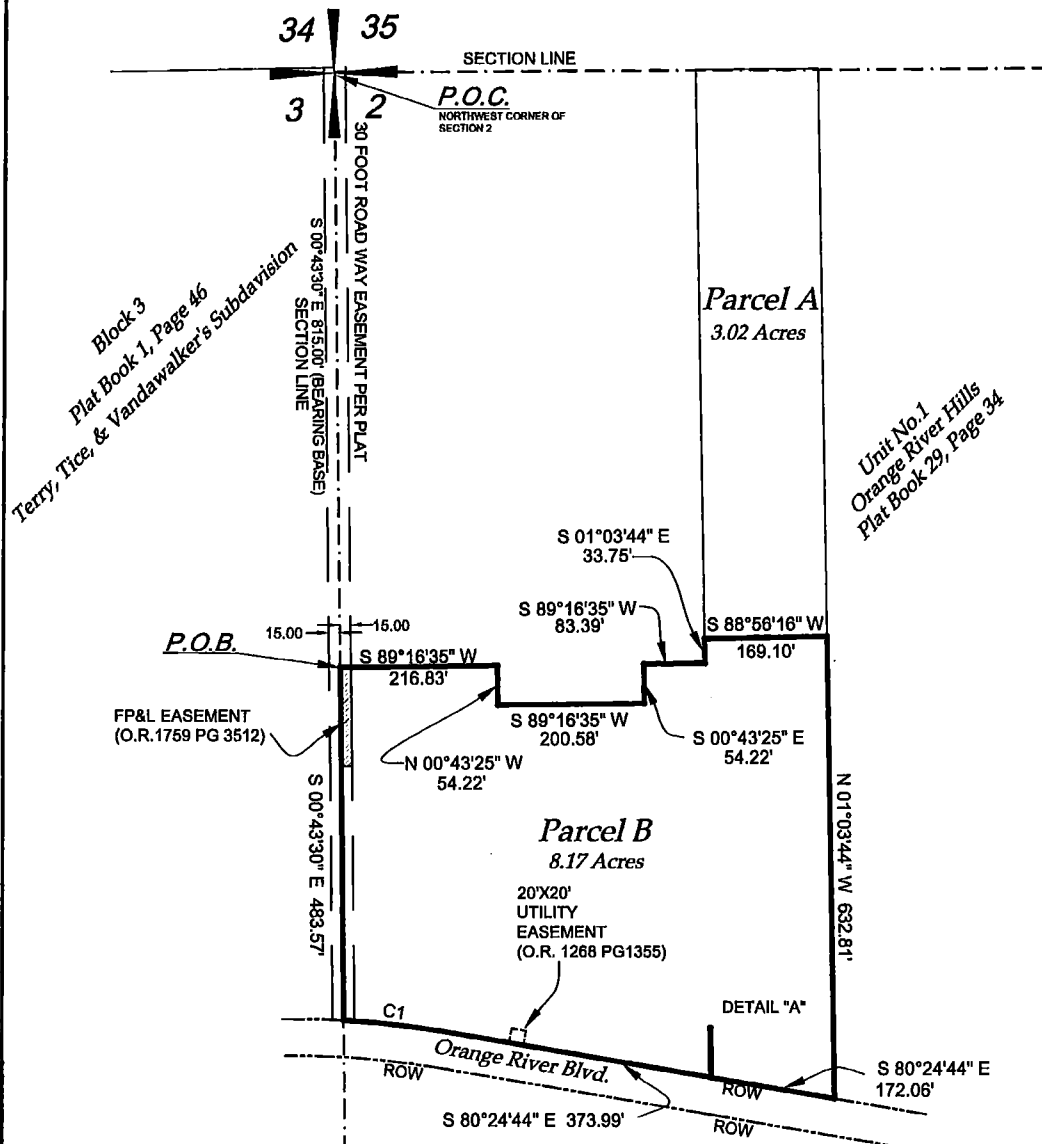 34 35
SECTION LINE
P.O.C.
NORTHWEST CORNER OF
SECTION 2
3 2
30 FOOT ROAD WAY EASEMENT PER PLAT
S 00°43'30" E 815.00' (BEARING BASE)
SECTION LINE
Block 3
Plat Book 1, Page 46
Terry, Tice, & Vandawalker's Subdavision
Parcel A
3.02 Acres
Unit No.1
Orange River Hills
Plat Book 29, Page 34
S 01°03'44" E
33.75'
S 89°16'35" W
83.39'
S 88°56'16" W
169.10'
15.00
15.00
P.O.B.
S 89°16'35" W
216.83'
FP&L EASEMENT
(O.R.1759 PG 3512)
S 89°16'35" W
200.58'
N 00°43'25" W
54.22'
S 00°43'25" E
54.22'
S 00°43'30" E 483.57'
N 01°03'44" W 632.81'
Parcel B
8.17 Acres
20'X20'
UTILITY
EASEMENT
(O.R. 1268 PG1355)
DETAIL "A"
C1
Orange River Blvd.
ROW
ROW
S 80°24'44" E
172.06'
S 80°24'44" E 373.99'
ROW